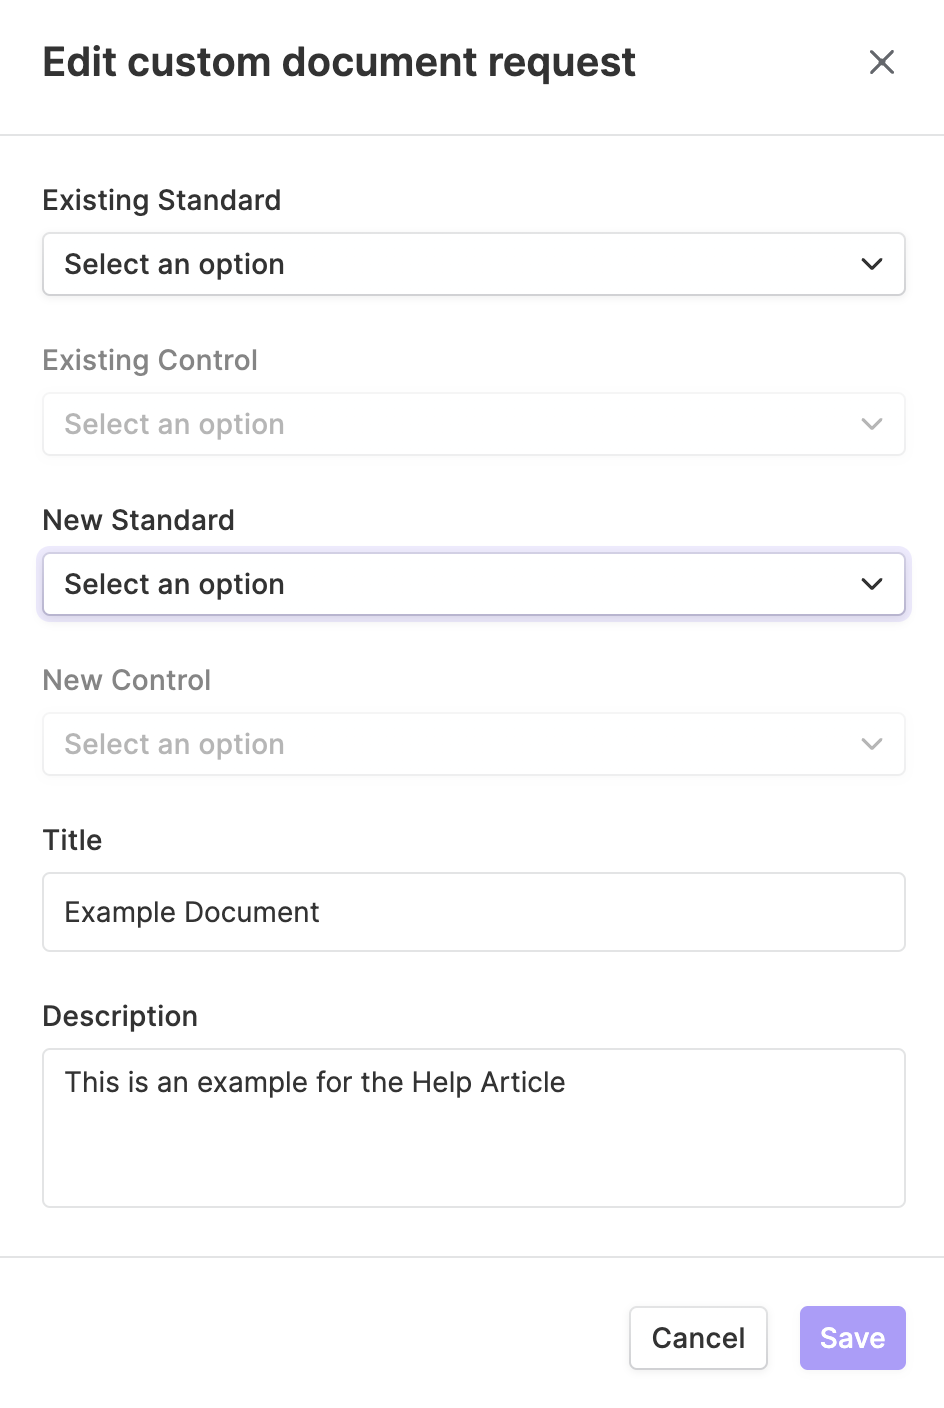 Edit custom document request
Existing Standard
Select an option
Existing Control
Select an option
New Standard
Select an option
New Control
Select an option
Title
Example Document
Description
This is an example for the Help Article
Cancel
Save